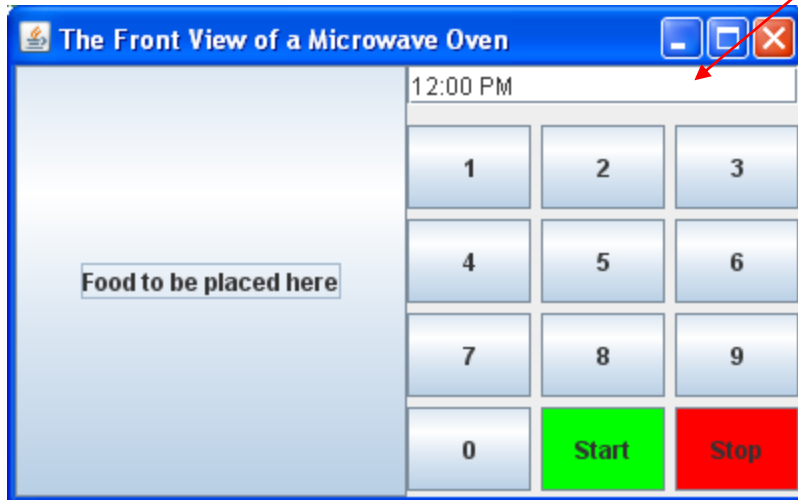 The Front View of a Microwave Oven
12:00 PM
1 2 3
4 5 6
Food to be placed here
7 8 9
0 Start Stop